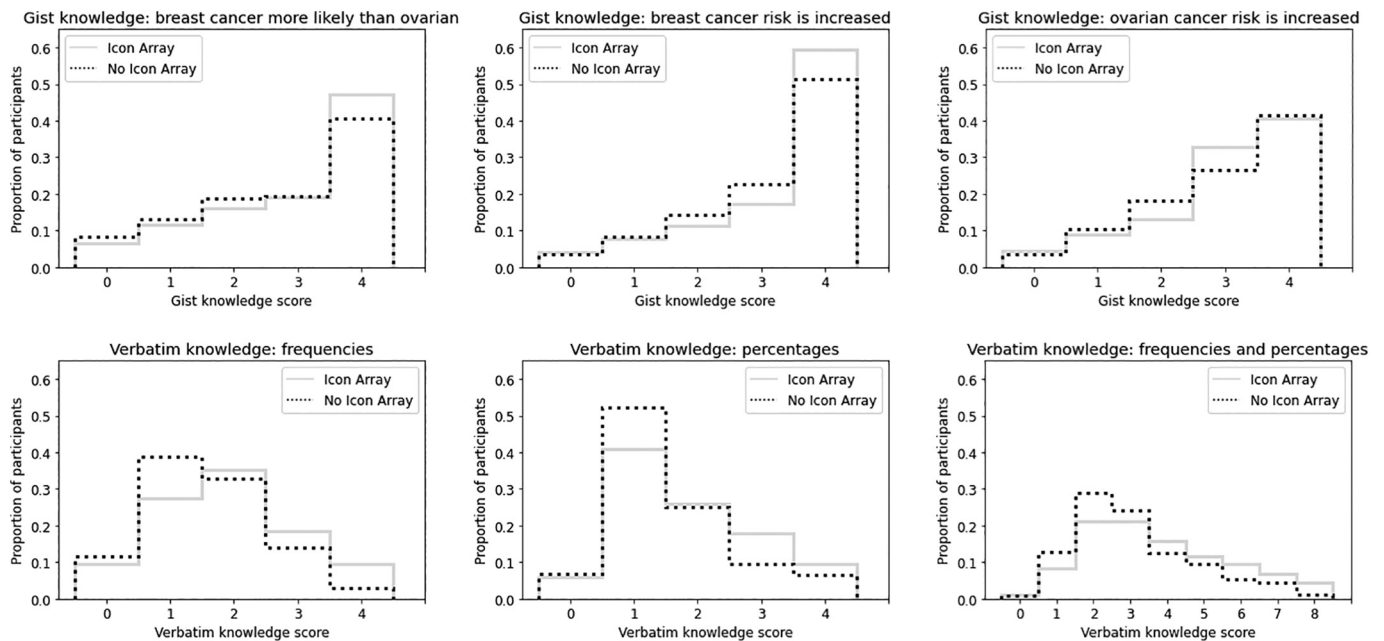 Gist knowledge: breast cancer more likely than ovarian
Icon Array
No Icon Array
Proportion of participants
0.6
0.5
0.4
0.3
0.2
0.1
0.0
0 1 2 3 4
Gist knowledge score
Gist knowledge: breast cancer risk is increased
Icon Array
No Icon Array
Proportion of participants
0.6
0.5
0.4
0.3
0.2
0.1
0.0
0 1 2 3 4
Gist knowledge score
Gist knowledge: ovarian cancer risk is increased
Icon Array
No Icon Array
Proportion of participants
0.6
0.5
0.4
0.3
0.2
0.1
0.0
0 1 2 3 4
Gist knowledge score
Verbatim knowledge: frequencies
Icon Array
No Icon Array
Proportion of participants
0.6
0.5
0.4
0.3
0.2
0.1
0.0
0 1 2 3 4
Verbatim knowledge score
Verbatim knowledge: percentages
Icon Array
No Icon Array
Proportion of participants
0.6
0.5
0.4
0.3
0.2
0.1
0.0
0 1 2 3 4
Verbatim knowledge score
Verbatim knowledge: frequencies and percentages
Icon Array
No Icon Array
Proportion of participants
0.6
0.5
0.4
0.3
0.2
0.1
0.0
0 1 2 3 4 5 6 7 8
Verbatim knowledge score